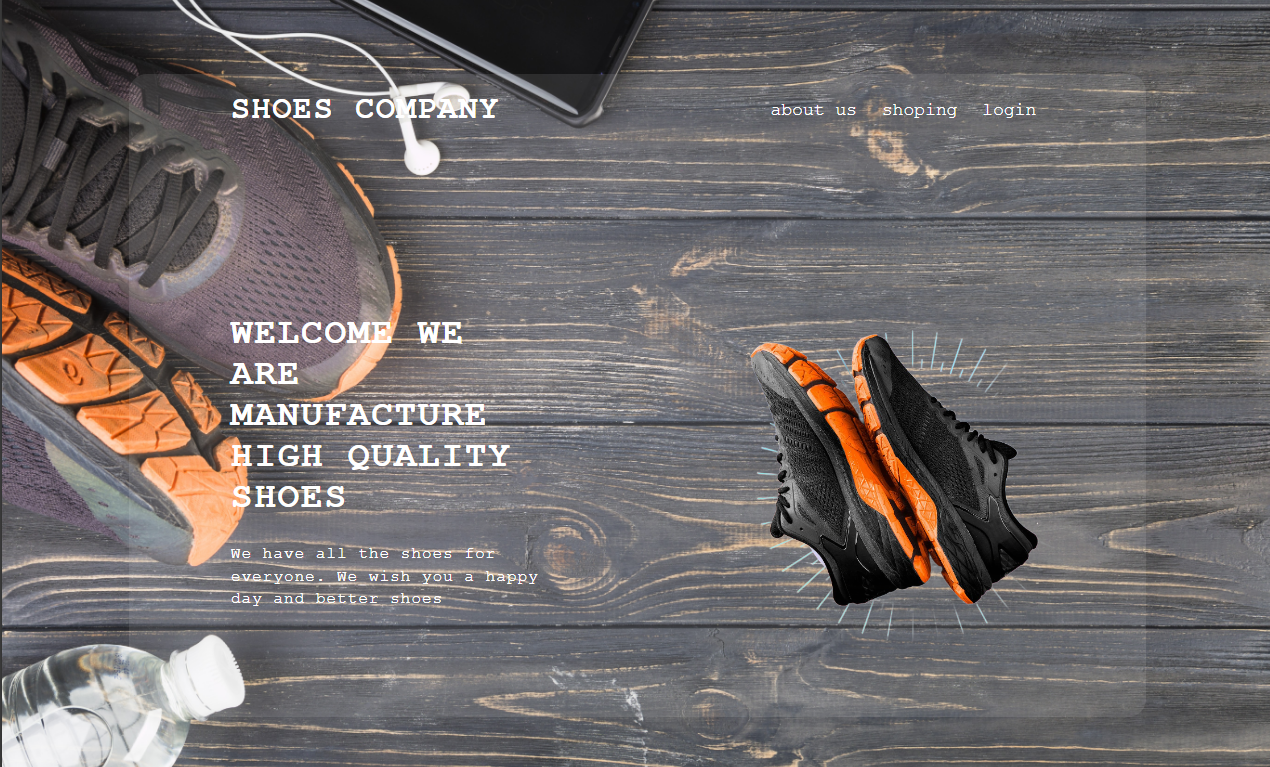 SHOES COMPANY
about us shoping login
WELCOME WE
ARE
MANUFACTURE
HIGH QUALITY
SHOES
We have all the shoes for
everyone. We wish you a happy
day and better shoes